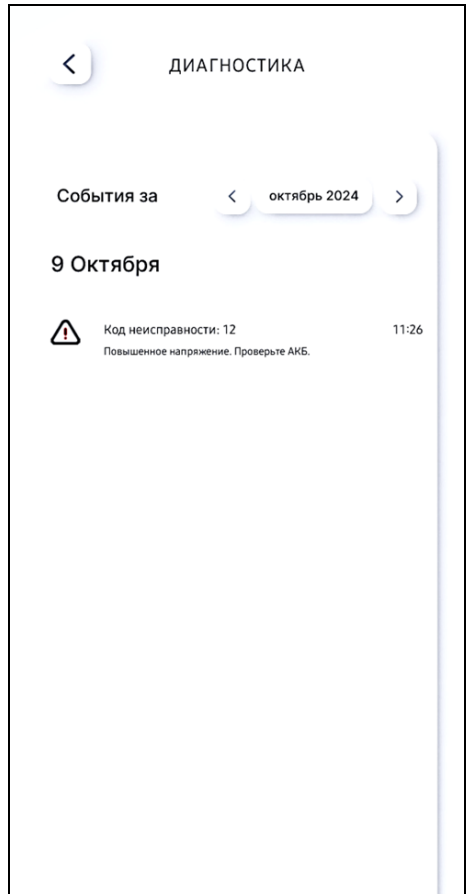 ДИАГНОСТИКА
События за октябрь 2024
9 Октября
Код неисправности: 12 11:26
Повышенное напряжение. Проверьте АКБ.